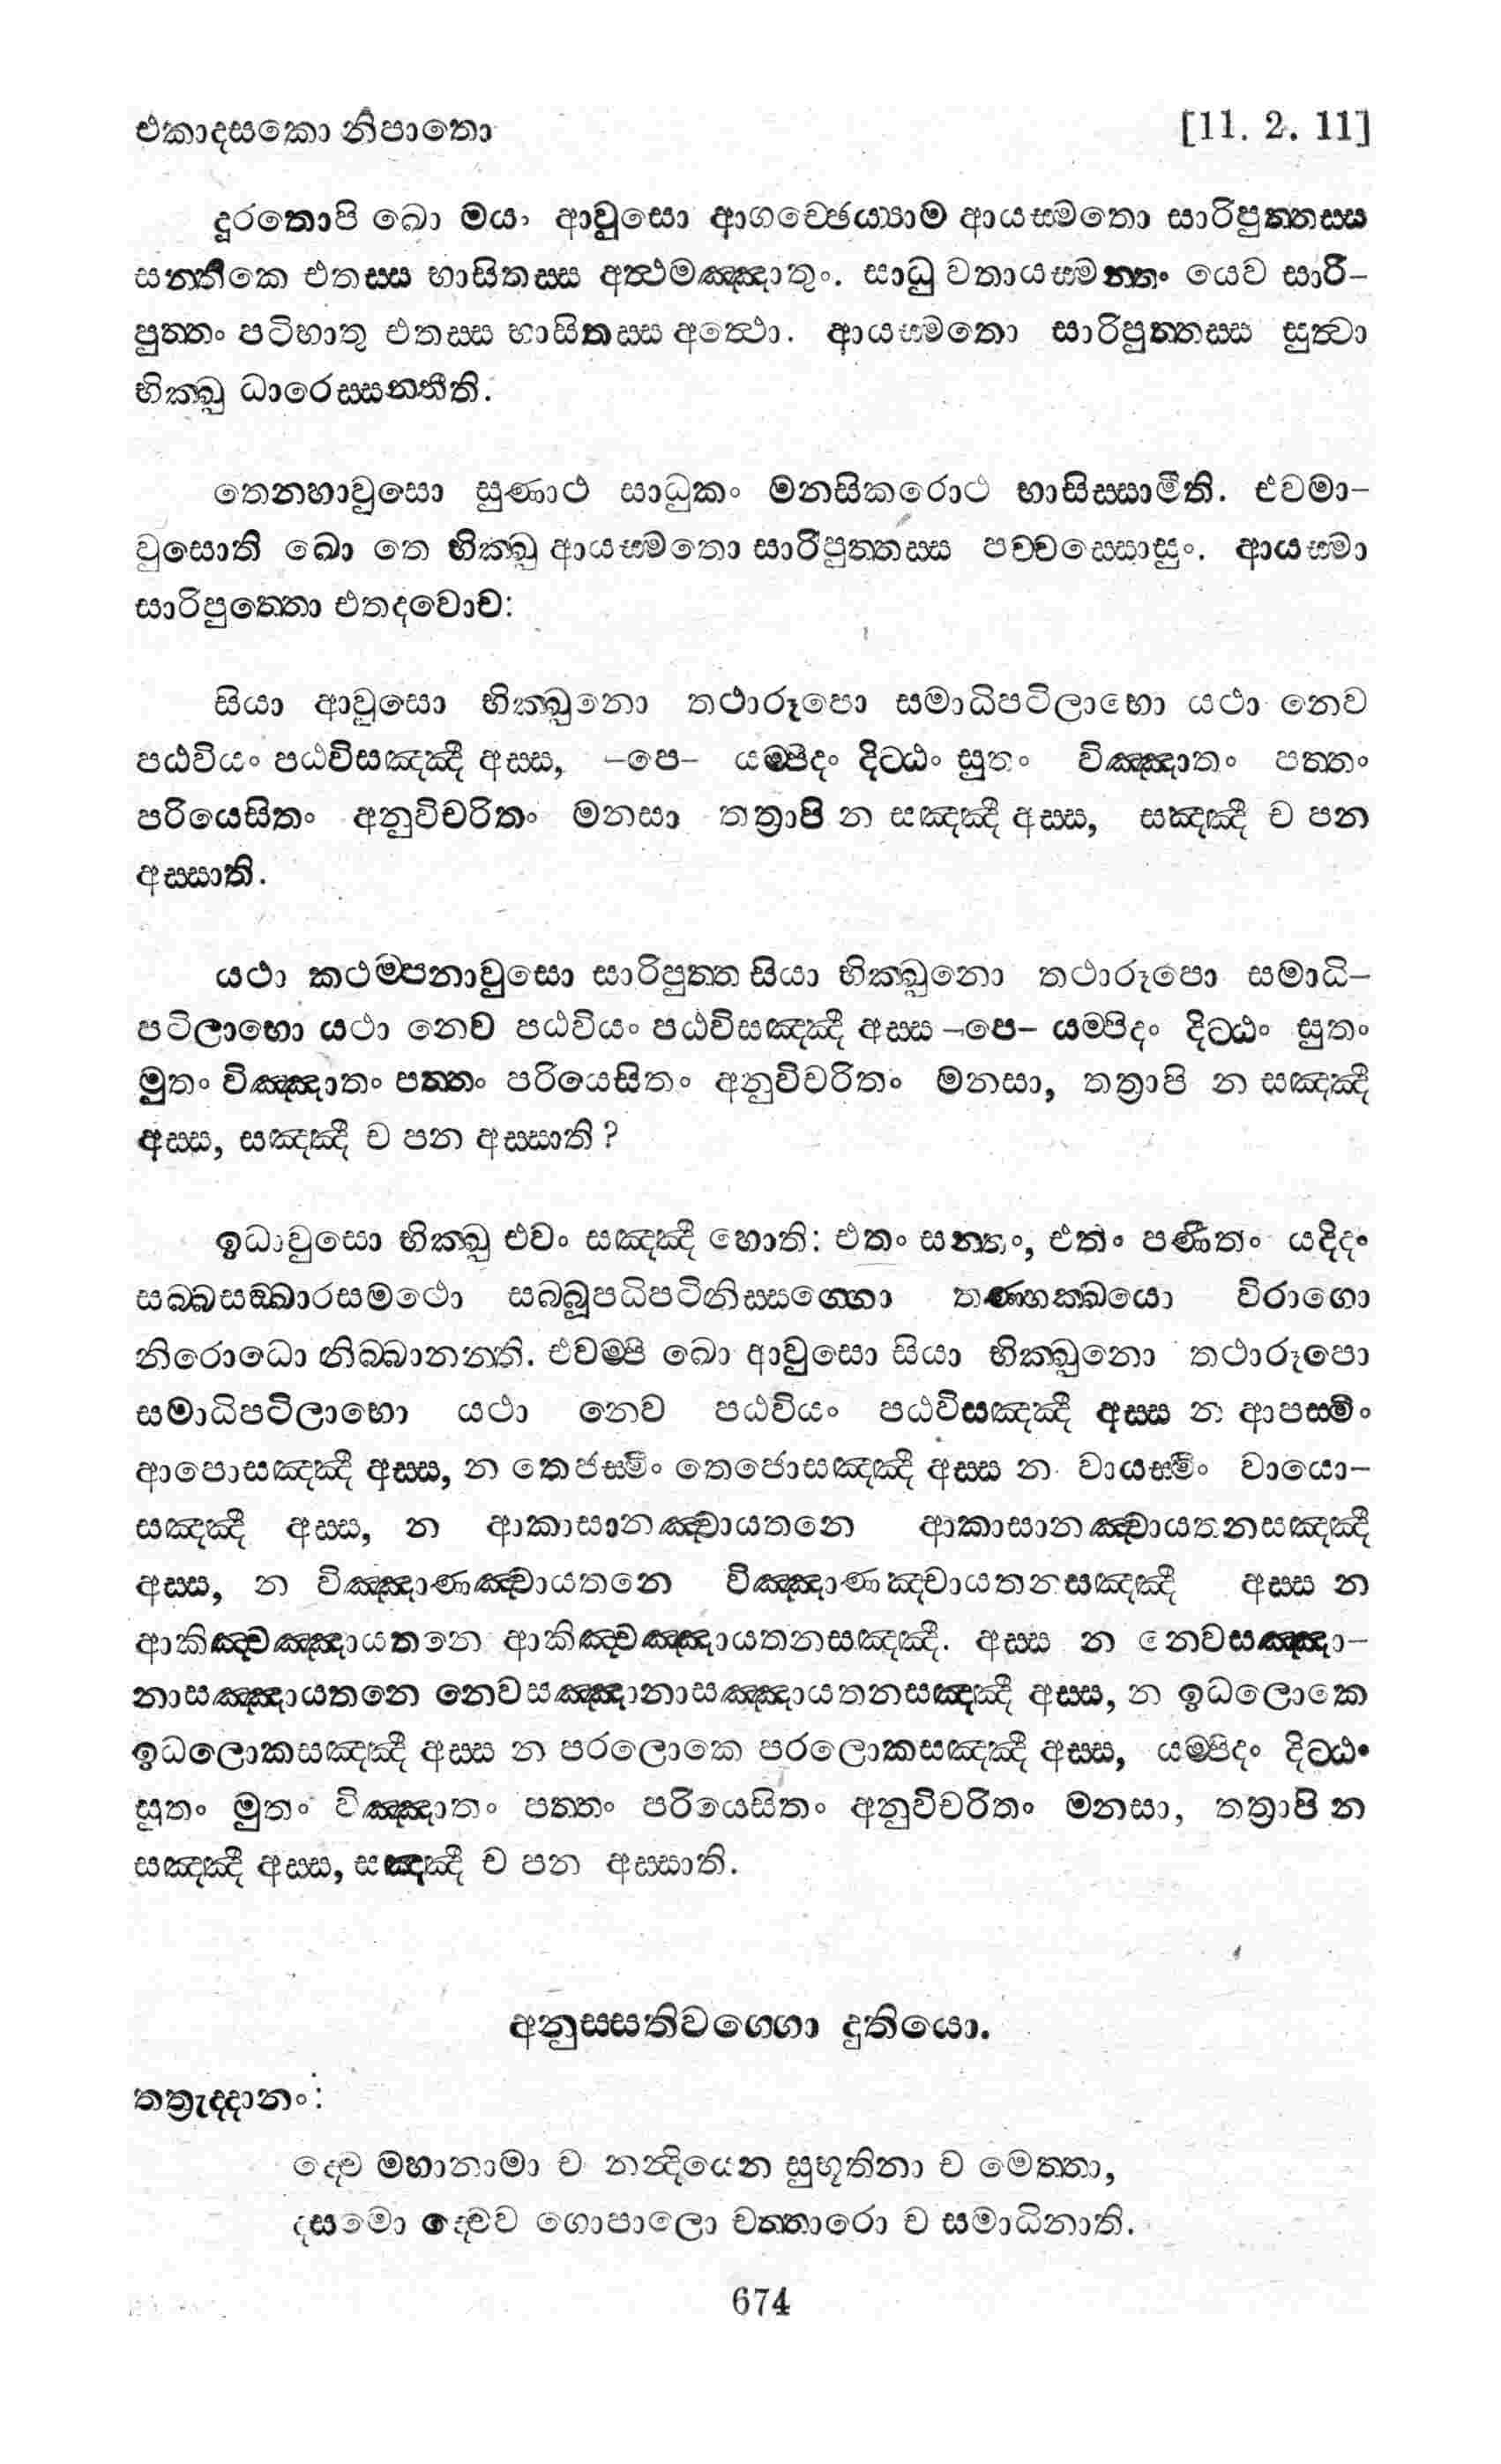 එකාදසකො නිපාතො [11. 2. 11]
දූරතොපි ඛො මයං ආවුසො ආගච්ඡෙය්‍යාම ආයස්මතො සාරිපුත්තස්ස
සන්තිකෙ එතස්ස භාසිතස්ස අත්ථමඤ්ඤාතුං. සාධු වතායස්මන්තං යෙව සාරි-
පුත්තං පටිභාතු එතස්ස භාසිතස්ස අත්ථො. ආයස්මතො සාරිපුත්තස්ස සුත්වා
භික්ඛු ධාරෙස්සන්තීති.
තෙනහාවුසො සුණාථ සාධුකං මනසිකරොථ භාසිස්සාමීති. එවමා-
වුසොති ඛො තෙ භික්ඛු ආයස්මතො සාරිපුත්තස්ස පච්චස්සොසුං. ආයස්මා
සාරිපුත්තො එතදවොච:
සියා ආවුසො භික්ඛුනො තථාරූපො සමාධිපටිලාභො යථා නෙව
පඨවියං පඨවිසඤ්ඤී අස්ස, -පෙ- යම්පිදං දිට්ඨං සුතං විඤ්ඤාතං පත්තං
පරියෙසිතං අනුවිචරිතං මනසා තත්‍රාපි න සඤ්ඤී අස්ස, සඤ්ඤී ච පන
අස්සාති.
යථා කථම්පනාවුසො සාරිපුත්ත සියා භික්ඛුනො තථාරූපො සමාධි-
පටිලාභො යථා නෙව පඨවියං පඨවිසඤ්ඤී අස්ස -පෙ- යම්පිදං දිට්ඨං සුතං
මුතං විඤ්ඤාතං පත්තං පරියෙසිතං අනුවිචරිතං මනසා, තත්‍රාපි න සඤ්ඤී
අස්ස, සඤ්ඤී ච පන අස්සාති?
ඉධාවුසො භික්ඛු එවං සඤ්ඤී හොති: එතං සන්තං, එතං පණීතං යදිදං
සබ්බසඞ්ඛාරසමථො සබ්බූපධිපටිනිස්සග්ගො තණ්හක්ඛයො විරාගො
නිරොධො නිබ්බානන්ති. එවම්පි ඛො ආවුසො සියා භික්ඛුනො තථාරූපො
සමාධිපටිලාභො යථා නෙව පඨවියං පඨවිසඤ්ඤී අස්ස න ආපස්මිං
ආපොසඤ්ඤී අස්ස, න තෙජස්මිං තෙජොසඤ්ඤී අස්ස න වායස්මිං වායො-
සඤ්ඤී අස්ස, න ආකාසානඤ්චායතනෙ ආකාසානඤ්චායතනසඤ්ඤී
අස්ස, න විඤ්ඤාණඤ්චායතනෙ විඤ්ඤාණඤ්චායතනසඤ්ඤී අස්ස න
ආකිඤ්චඤ්ඤායතනෙ ආකිඤ්චඤ්ඤායතනසඤ්ඤී. අස්ස න නෙවසඤ්ඤා-
නාසඤ්ඤායතනෙ නෙවසඤ්ඤානාසඤ්ඤායතනසඤ්ඤී අස්ස, න ඉධලොකෙ
ඉධලොකසඤ්ඤී අස්ස න පරලොකෙ පරලොකසඤ්ඤී අස්ස, යම්පිදං දිට්ඨං
සුතං මුතං විඤ්ඤාතං පත්තං පරියෙසිතං අනුවිචරිතං මනසා, තත්‍රාපි න
සඤ්ඤී අස්ස, සඤ්ඤී ච පන අස්සාති.
අනුස්සතිවග්ගො දුතියො.
තත්‍රුද්දානං:
ද්වෙ මහානාමා ච නන්දියෙන සුභූතිනා ච මෙත්තා,
දසමො ද්වෙව ගොපාලො චත්තාරො ච සමාධිනාති.
674